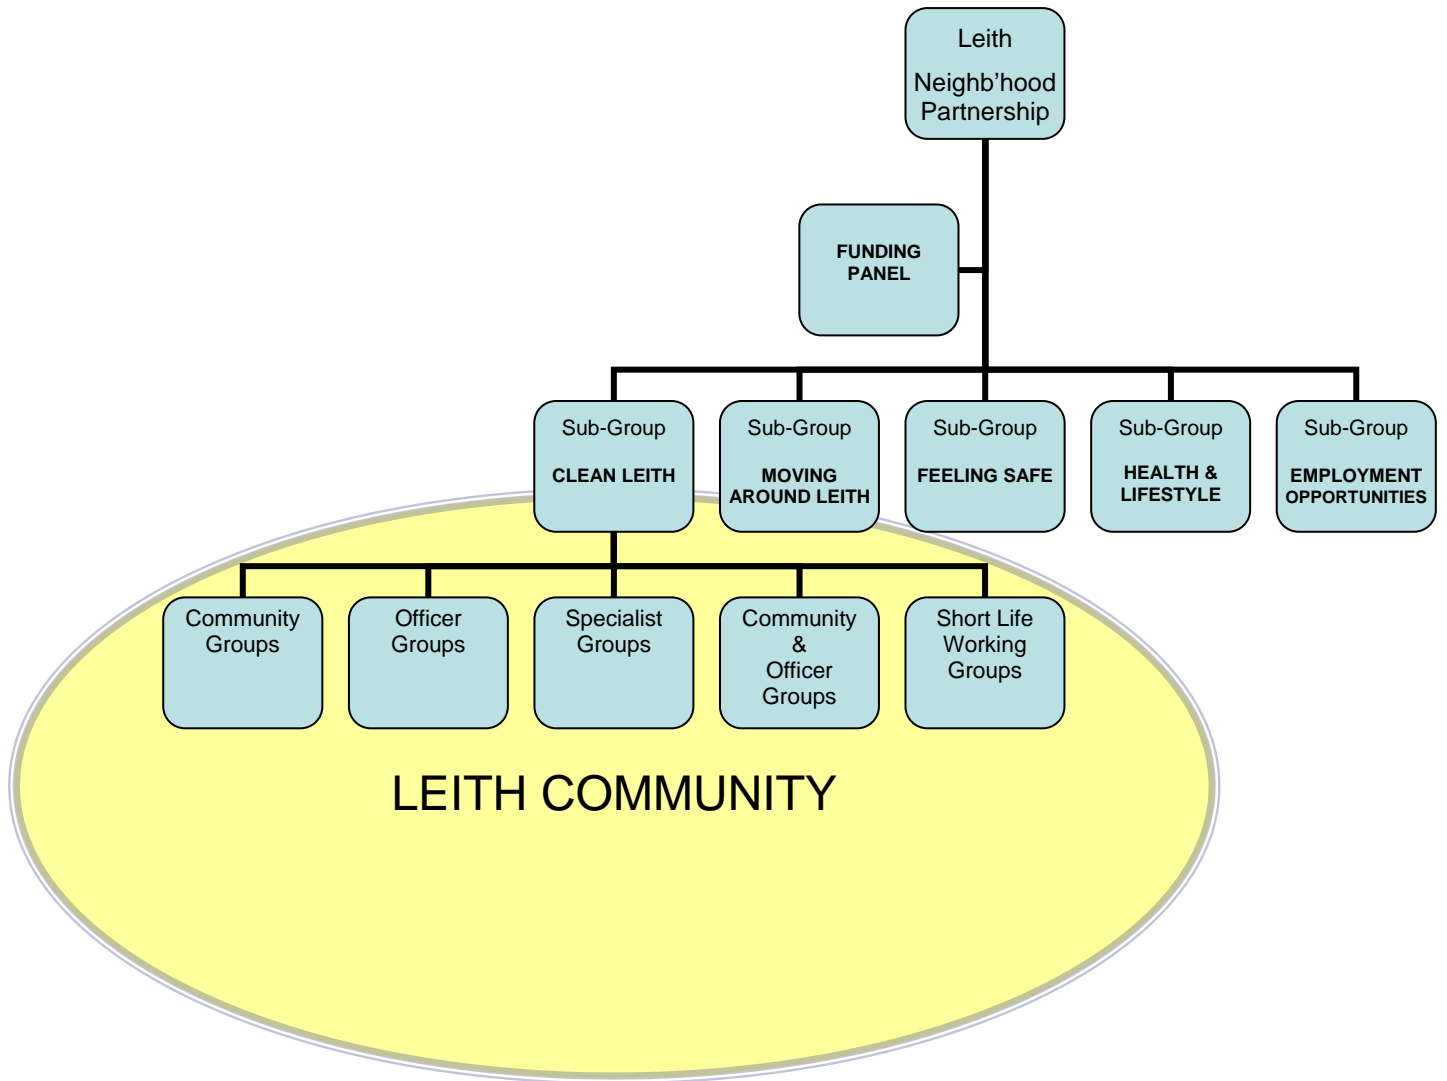 Leith
Neighb’hood
Partnership
FUNDING
PANEL
Sub-Group
CLEAN LEITH
Sub-Group
MOVING
AROUND LEITH
Sub-Group
FEELING SAFE
Sub-Group
HEALTH &
LIFESTYLE
Sub-Group
EMPLOYMENT
OPPORTUNITIES
Community
Groups
Officer
Groups
Specialist
Groups
Community
&
Officer
Groups
Short Life
Working
Groups
LEITH COMMUNITY